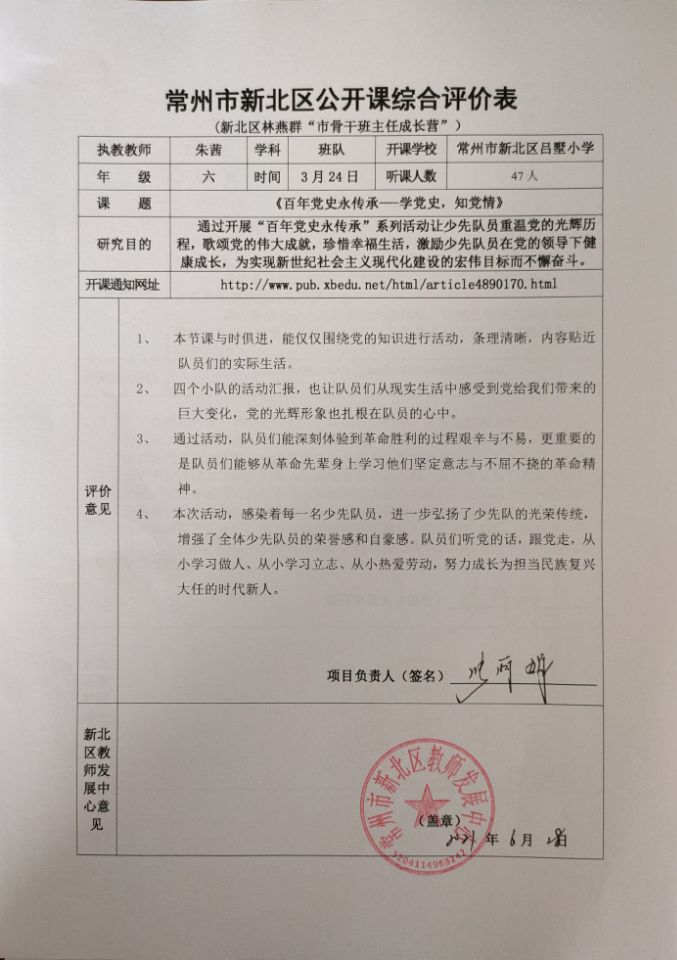 常州市新北区公开课综合评价表
(新北区林燕群“市骨干班主任成长营”)
执教教师 朱茜 学科 班队 开课学校 常州市新北区吕墅小学
年 级 六 时间 3月24日 听课人数 47人
课 题 《百年党史永传承——学党史，知党情》
研究目的
通过开展“百年党史永传承”系列活动让少先队员重温党的光辉历
程，歌颂党的伟大成就，珍惜幸福生活，激励少先队员在党的领导下健
康成长，为实现新世纪社会主义现代化建设的宏伟目标而不懈奋斗。
开课通知网址 http://www.pub.xbedu.net/html/article4890170.html
评价
意见
1、 本节课与时俱进，能仅仅围绕党的知识进行活动，条理清晰，内容贴近
队员们的实际生活。
2、 四个小队的活动汇报，也让队员们从现实生活中感受到党给我们带来的
巨大变化，党的光辉形象也扎根在队员的心中。
3、 通过活动，队员们能深刻体验到革命胜利的过程艰辛与不易，更重要的
是队员们能够从革命先辈身上学习他们坚定意志与不屈不挠的革命精
神。
4、 本次活动，感染着每一名少先队员，进一步弘扬了少先队的光荣传统，
增强了全体少先队员的荣誉感和自豪感。队员们听党的话，跟党走，从
小学习做人、从小学习立志、从小热爱劳动，努力成长为担当民族复兴
大任的时代新人。
项目负责人（签名）
新北
区教
师发
展中
心意
见
常州市新北区教师发展中心
（盖章）
2021年6月28日
3204114968242